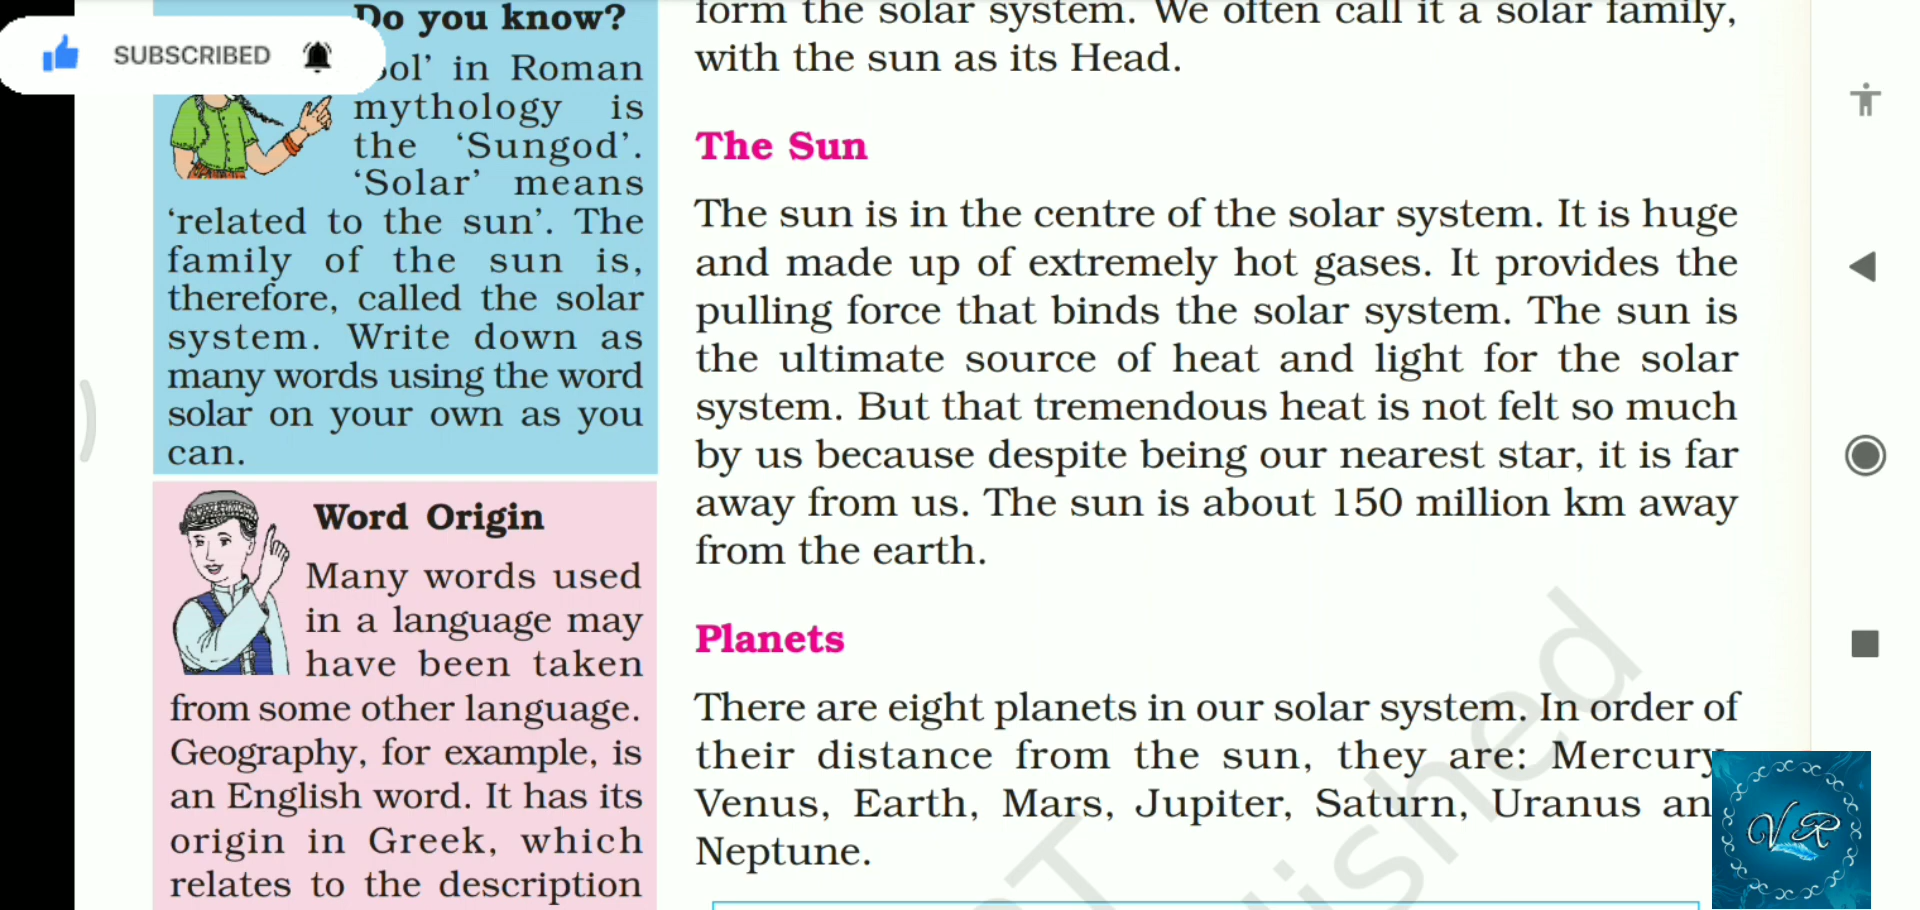 SUBSCRIBED
Do you know?
ol’ in Roman
mythology is
the ‘Sungod’.
‘Solar’ means
‘related to the sun’. The
family of the sun is,
therefore, called the solar
system. Write down as
many words using the word
solar on your own as you
can.
Word Origin
Many words used
in a language may
have been taken
from some other language.
Geography, for example, is
an English word. It has its
origin in Greek, which
relates to the description
form the solar system. We often call it a solar family,
with the sun as its Head.
The Sun
The sun is in the centre of the solar system. It is huge
and made up of extremely hot gases. It provides the
pulling force that binds the solar system. The sun is
the ultimate source of heat and light for the solar
system. But that tremendous heat is not felt so much
by us because despite being our nearest star, it is far
away from us. The sun is about 150 million km away
from the earth.
Planets
There are eight planets in our solar system. In order of
their distance from the sun, they are: Mercury,
Venus, Earth, Mars, Jupiter, Saturn, Uranus an
Neptune.
VR